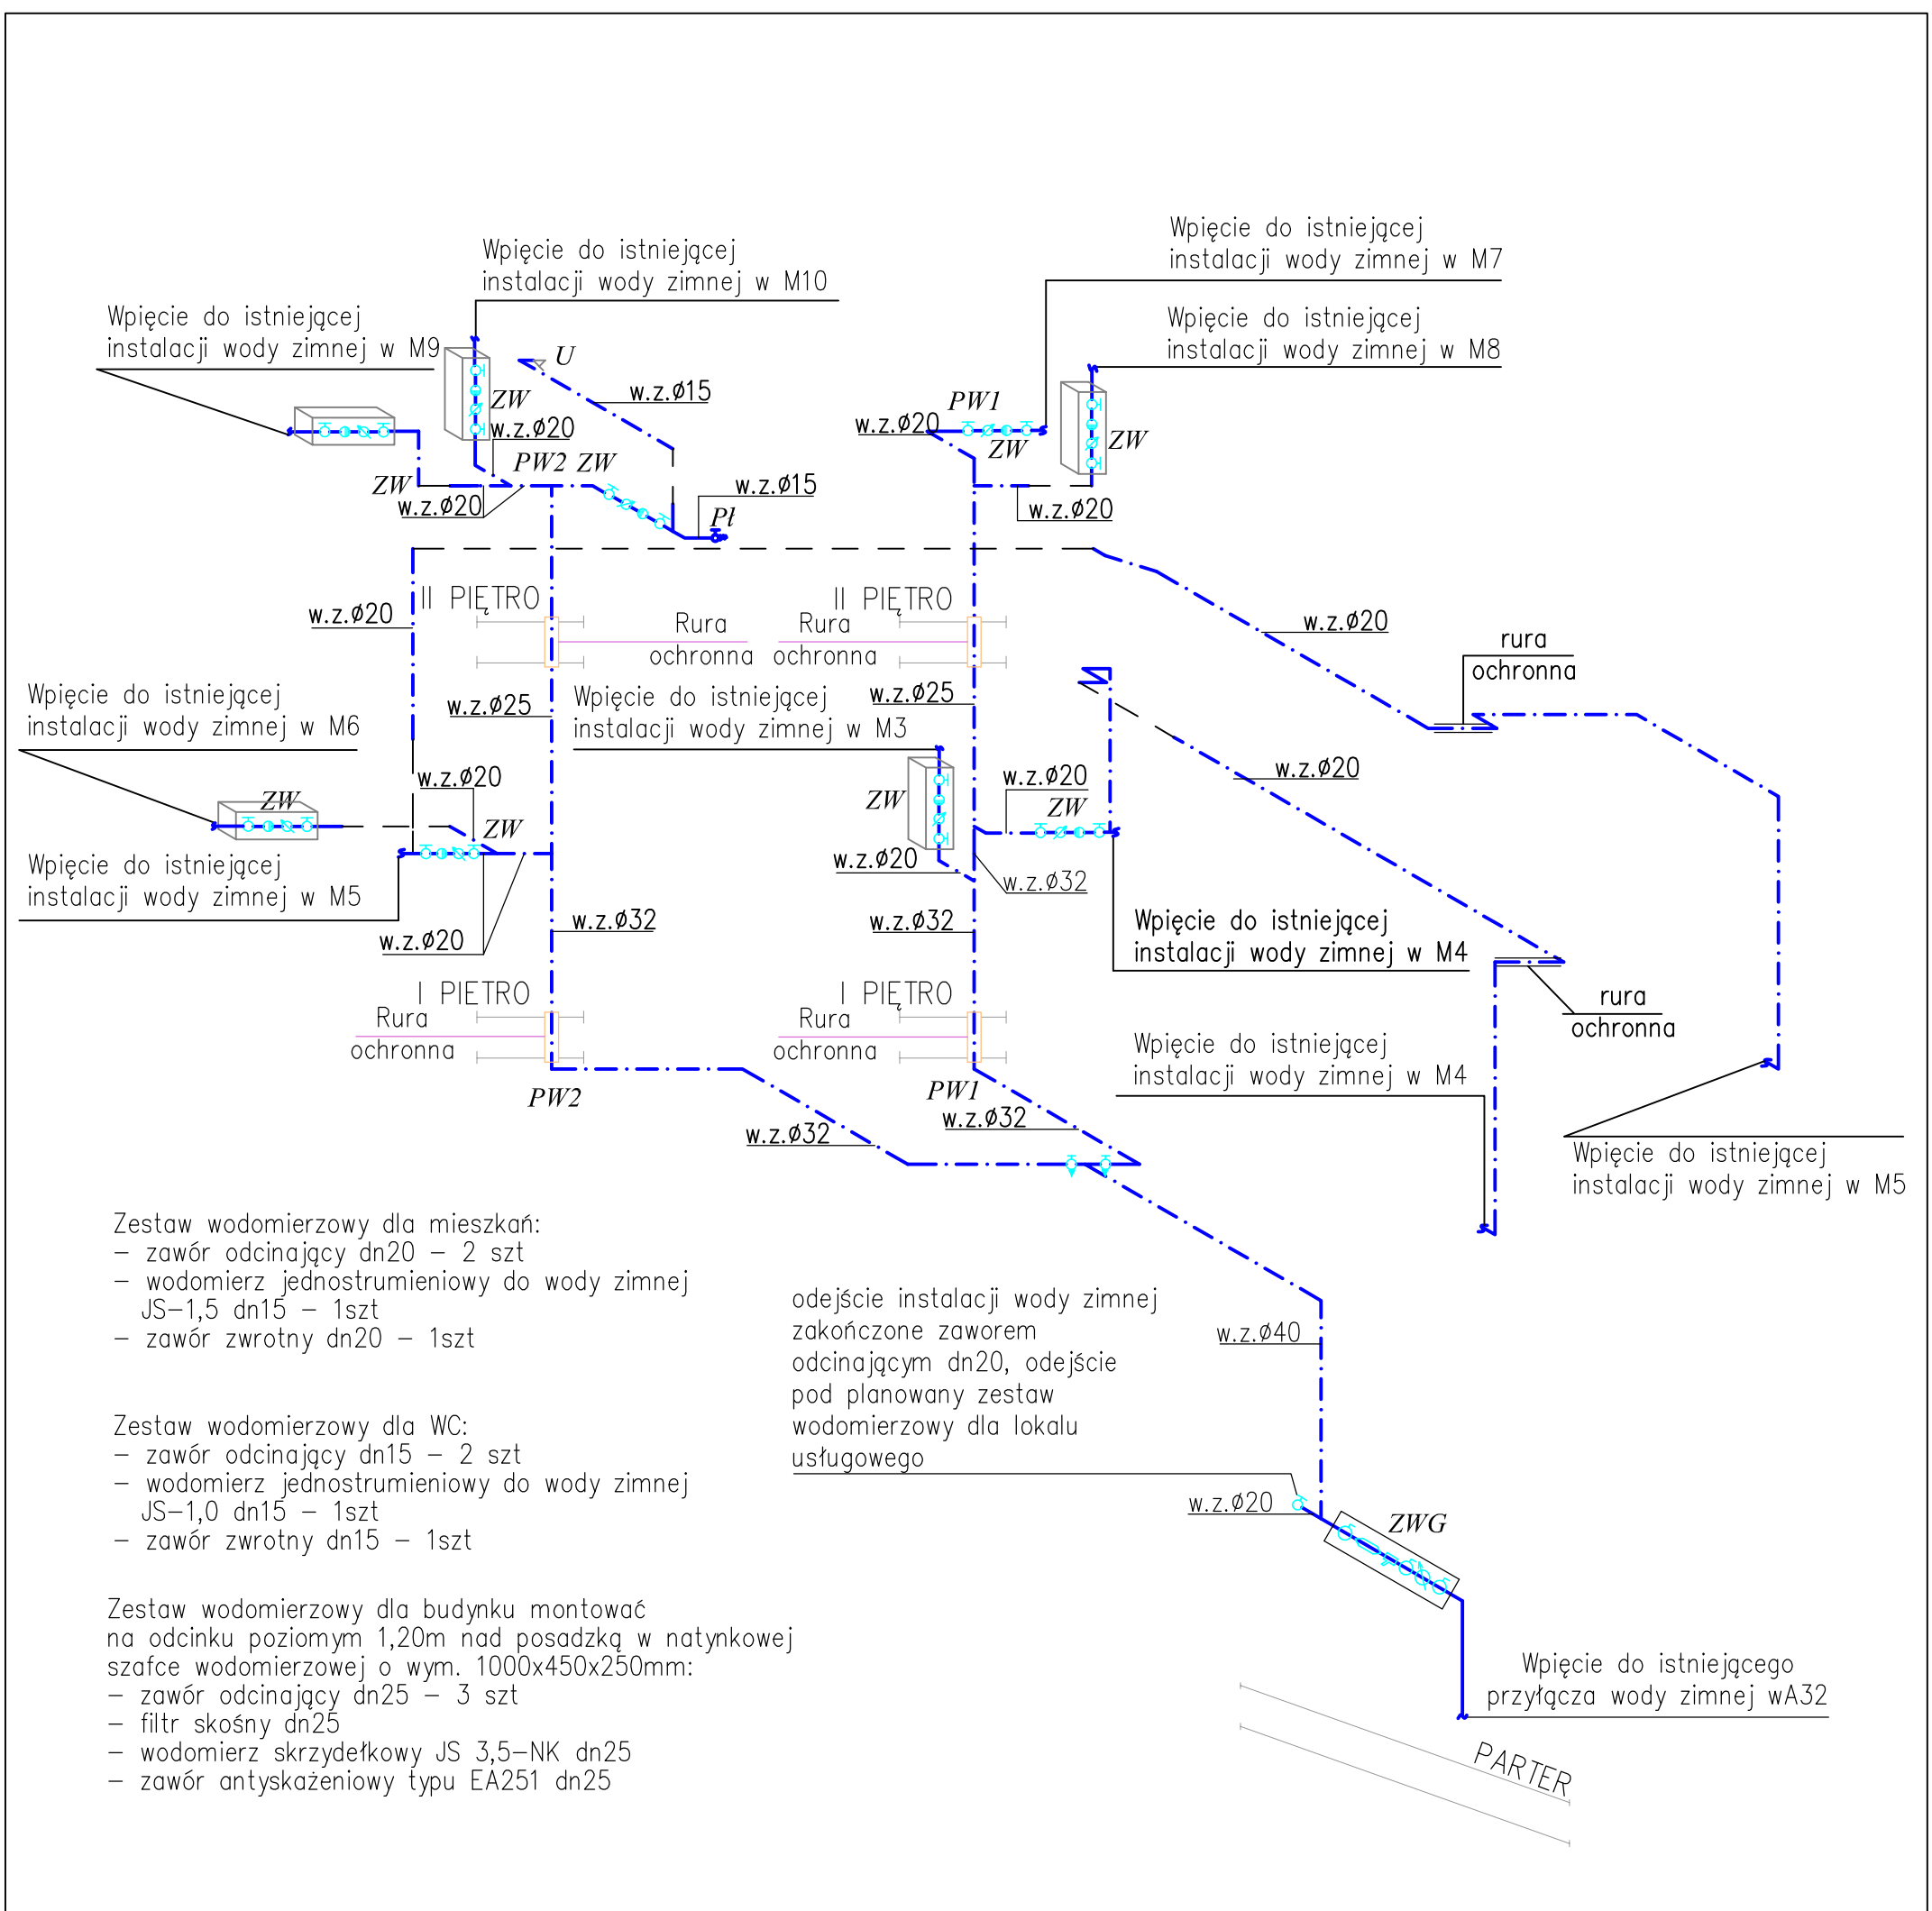 Wpięcie do istniejącej
instalacji wody zimnej w M7
Wpięcie do istniejącej
instalacji wody zimnej w M10
Wpięcie do istniejącej
instalacji wody zimnej w M9
Wpięcie do istniejącej
instalacji wody zimnej w M8
U
w.z.ø15
ZW
w.z.ø20
PW2 ZW
ZW
w.z.ø20
w.z.ø15
Pł
w.z.ø20
PW1
ZW
ZW
w.z.ø20
II PIĘTRO
II PIĘTRO
w.z.ø20
Rura
ochronna
Rura
ochronna
w.z.ø20
rura
ochronna
Wpięcie do istniejącej
instalacji wody zimnej w M6
w.z.ø25
Wpięcie do istniejącej
instalacji wody zimnej w M3
w.z.ø25
w.z.ø20
w.z.ø20
w.z.ø20
ZW
ZW
ZW
ZW
Wpięcie do istniejącej
instalacji wody zimnej w M5
w.z.ø20
w.z.ø32
w.z.ø20
w.z.ø32
w.z.ø32
Wpięcie do istniejącej
instalacji wody zimnej w M4
I PIETRO
I PIĘTRO
Rura
ochronna
Rura
ochronna
rura
ochronna
Wpięcie do istniejącej
instalacji wody zimnej w M4
PW2
PW1
w.z.ø32
w.z.ø32
Wpięcie do istniejącej
instalacji wody zimnej w M5
Zestaw wodomierzowy dla mieszkań:
– zawór odcinający dn20 – 2 szt
– wodomierz jednostrumieniowy do wody zimnej
JS–1,5 dn15 – 1szt
– zawór zwrotny dn20 – 1szt
Zestaw wodomierzowy dla WC:
– zawór odcinający dn15 – 2 szt
– wodomierz jednostrumieniowy do wody zimnej
JS–1,0 dn15 – 1szt
– zawór zwrotny dn15 – 1szt
Zestaw wodomierzowy dla budynku montować
na odcinku poziomym 1,20m nad posadzką w natynkowej
szafce wodomierzowej o wym. 1000x450x250mm:
– zawór odcinający dn25 – 3 szt
– filtr skośny dn25
– wodomierz skrzydełkowy JS 3,5–NK dn25
– zawór antyskażeniowy typu EA251 dn25
odejście instalacji wody zimnej
zakończone zaworem
odcinającym dn20, odejście
pod planowany zestaw
wodomierzowy dla lokalu
usługowego
w.z.ø40
w.z.ø20
ZWG
Wpięcie do istniejącego
przyłącza wody zimnej wA32
PARTER